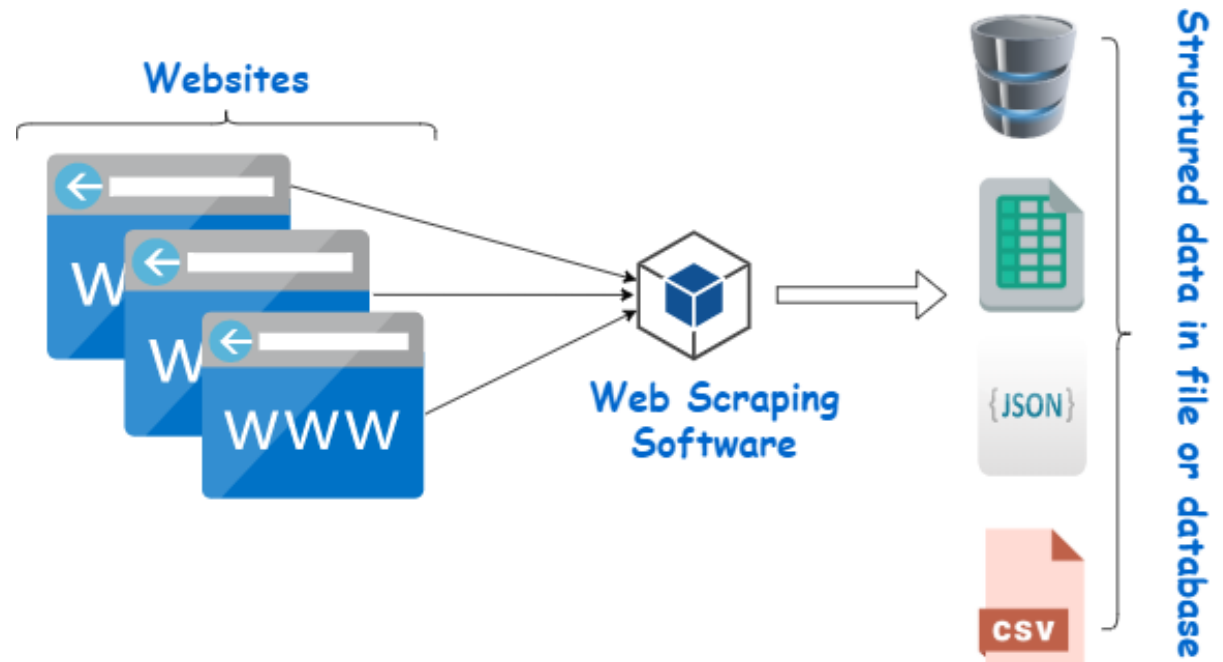 Websites
W
W
WWW
Web Scraping
Software
{JSON}
CSV
Structured data in file or database